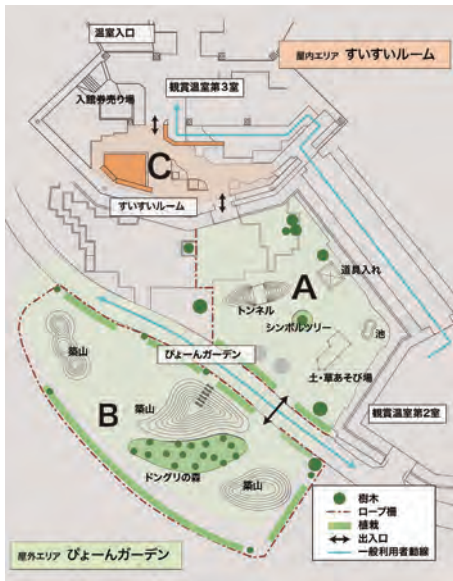 温室入口
屋内エリア すいすいルーム
入館券売り場
観賞温室第3室
C
すいすいルーム
道具入れ
A
トンネル
シンボルツリー
池
ぴょーんガーデン
土・草あそび場
築山
B
築山
観賞温室第2室
ドングリの森
築山
樹木
ロープ柵
植栽
出入口
一般利用者動線
屋外エリア ぴょーんガーデン